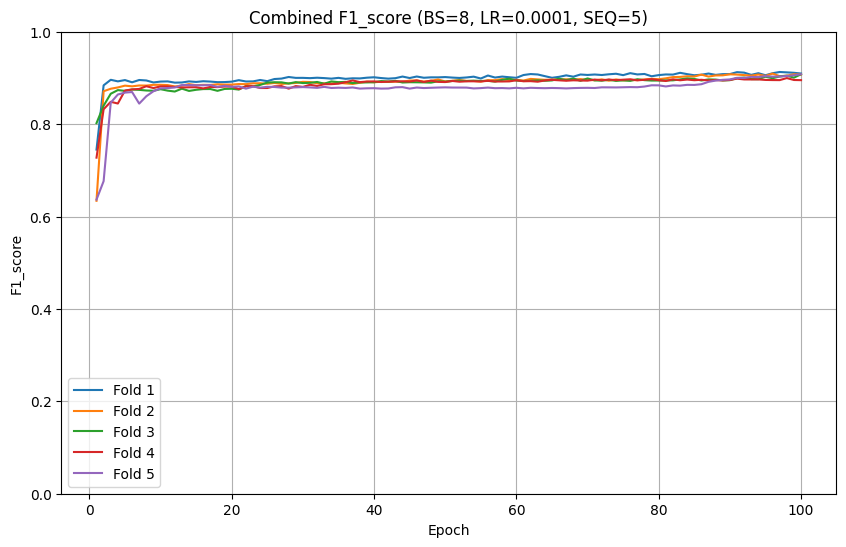 Combined F1_score (BS=8, LR=0.0001, SEQ=5)
1.0
0.8
0.6
0.4
0.2
0.0
F1_score
Fold 1
Fold 2
Fold 3
Fold 4
Fold 5
0 20 40 60 80 100
Epoch